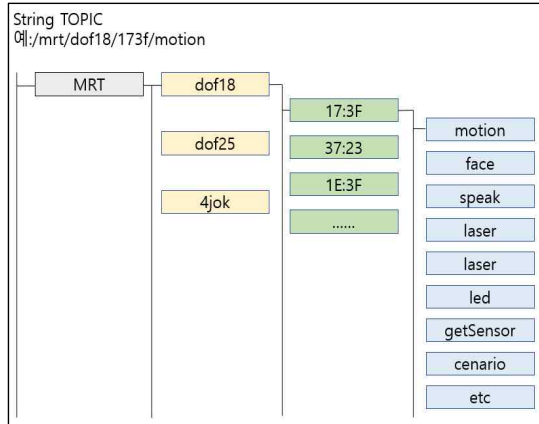 String TOPIC
예:/mrt/dof18/173f/motion
MRT
dof18
dof25
4jok
17:3F
37:23
1E:3F
......
motion
face
speak
laser
laser
led
getSensor
cenario
etc